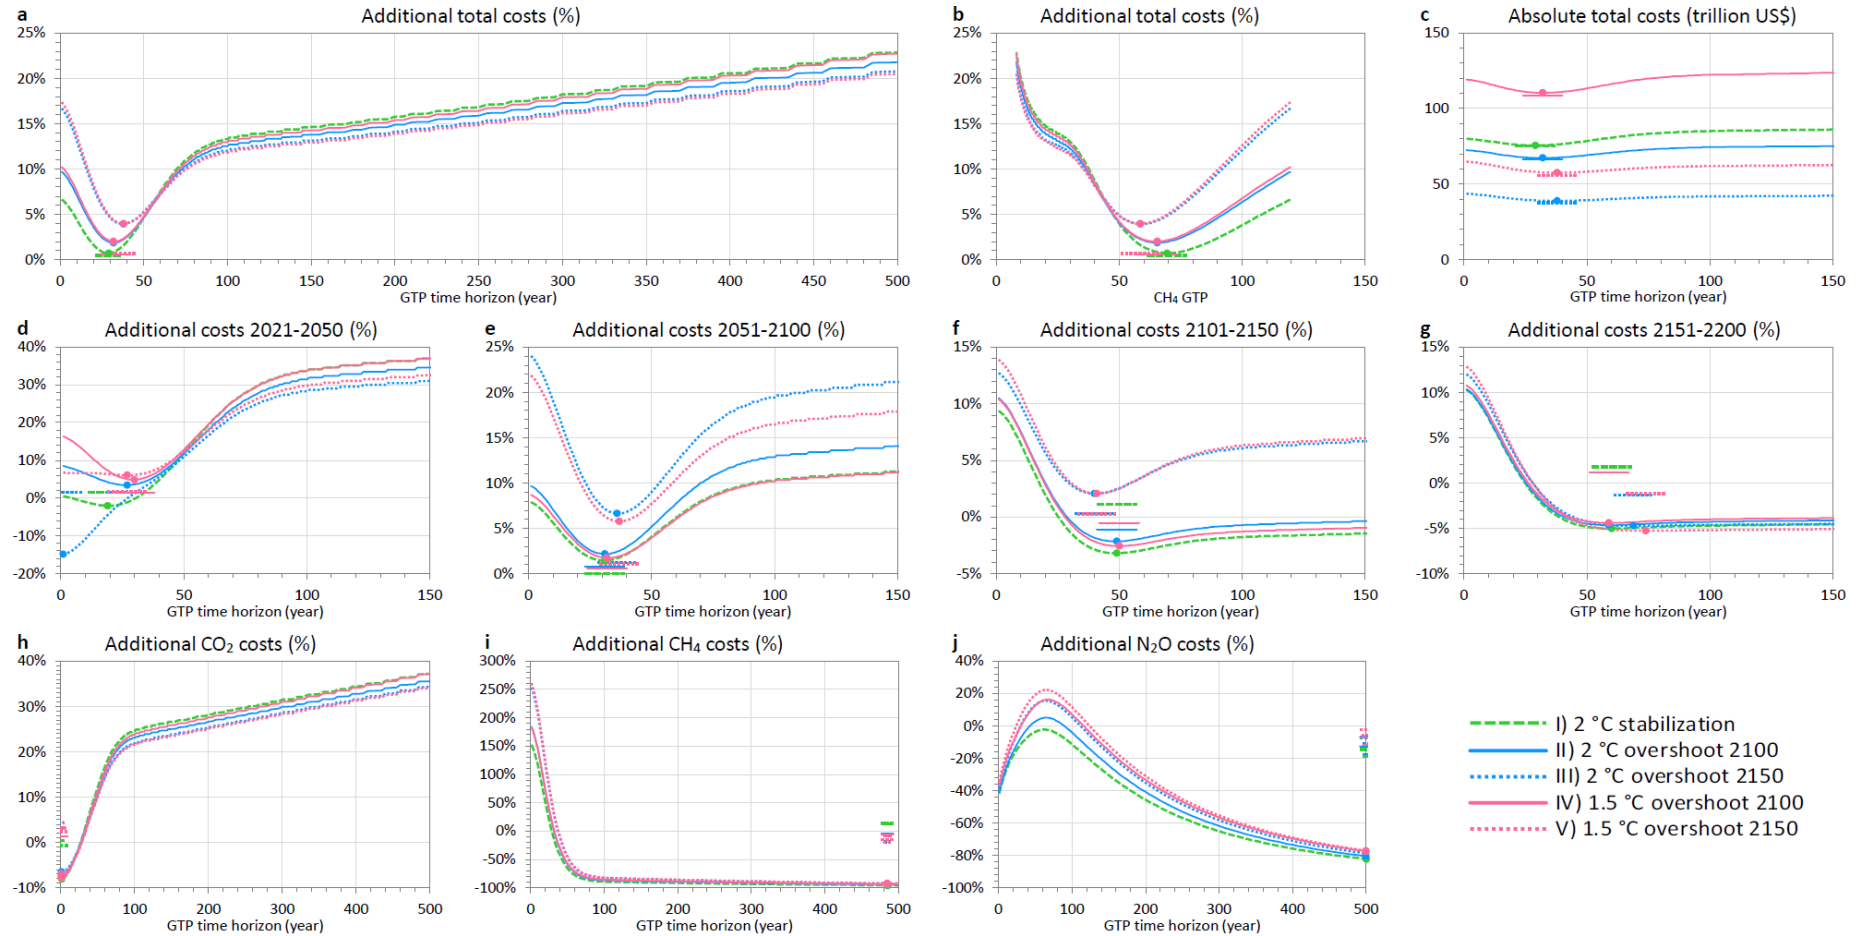 a Additional total costs (%)
25%
20%
15%
10%
5%
0%
0 50 100 150 200 250 300 350 400 450 500
GTP time horizon (year)
b Additional total costs (%)
25%
20%
15%
10%
5%
0%
0 50 100 150
CH₄ GTP
c Absolute total costs (trillion US$)
150
100
50
0
0 50 100 150
GTP time horizon (year)
d Additional costs 2021-2050 (%)
40%
30%
20%
10%
0%
-10%
-20%
0 50 100 150
GTP time horizon (year)
e Additional costs 2051-2100 (%)
25%
20%
15%
10%
5%
0%
0 50 100 150
GTP time horizon (year)
f Additional costs 2101-2150 (%)
15%
10%
5%
0%
-5%
0 50 100 150
GTP time horizon (year)
g Additional costs 2151-2200 (%)
15%
10%
5%
0%
-5%
-10%
0 50 100 150
GTP time horizon (year)
h Additional CO₂ costs (%)
40%
30%
20%
10%
0%
-10%
0 100 200 300 400 500
GTP time horizon (year)
i Additional CH₄ costs (%)
300%
250%
200%
150%
100%
50%
0%
-50%
-100%
0 100 200 300 400 500
GTP time horizon (year)
j Additional N₂O costs (%)
40%
20%
0%
-20%
-40%
-60%
-80%
-100%
0 100 200 300 400 500
GTP time horizon (year)
I) 2 °C stabilization
II) 2 °C overshoot 2100
III) 2 °C overshoot 2150
IV) 1.5 °C overshoot 2100
V) 1.5 °C overshoot 2150